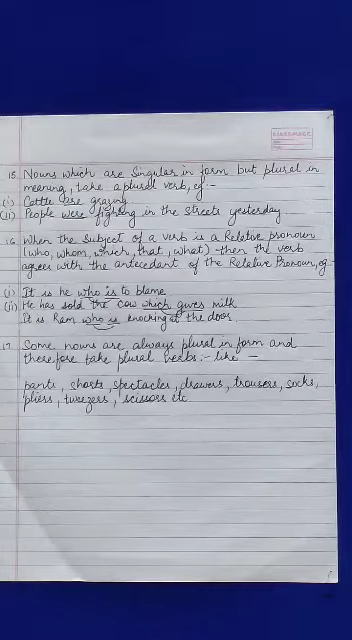 CLASSMATE
15. Nouns which are Singular in form but plural in
meaning, take a plural verb, eg:-
(i) Cattle are grazing
(ii) People were fighting in the streets yesterday
16. When the Subject of a verb is a Relative pronoun
(who, whom, which, that, what) then the verb
agrees with the antecedant of the Relative Pronoun, eg-
(i) It is he who is to blame
(ii) He has sold the cow which gives milk
It is Ram who is knocking at the door
17. Some nouns are always plural in form and
therefore take plural verbs:- like -
pants, shorts, spectacles, drawers, trousers, socks,
pliers, tweezers, scissors etc